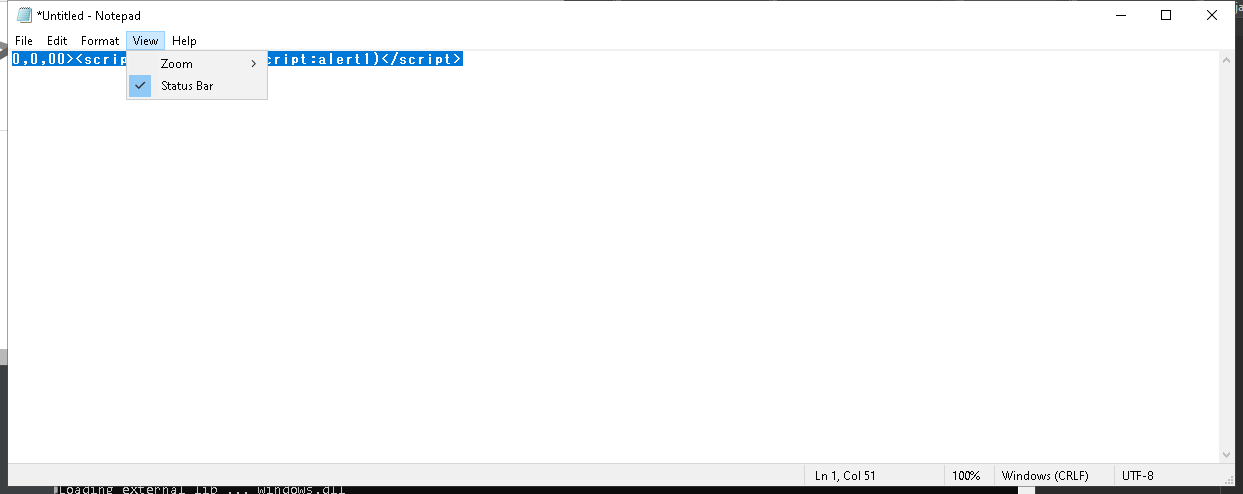 *Untitled - Notepad
File Edit Format View Help
0,0,00><scrip cript:alert1)</script>
Zoom
Status Bar
Ln 1, Col 51 100% Windows (CRLF) UTF-8
Loading external lib ... windows.dll